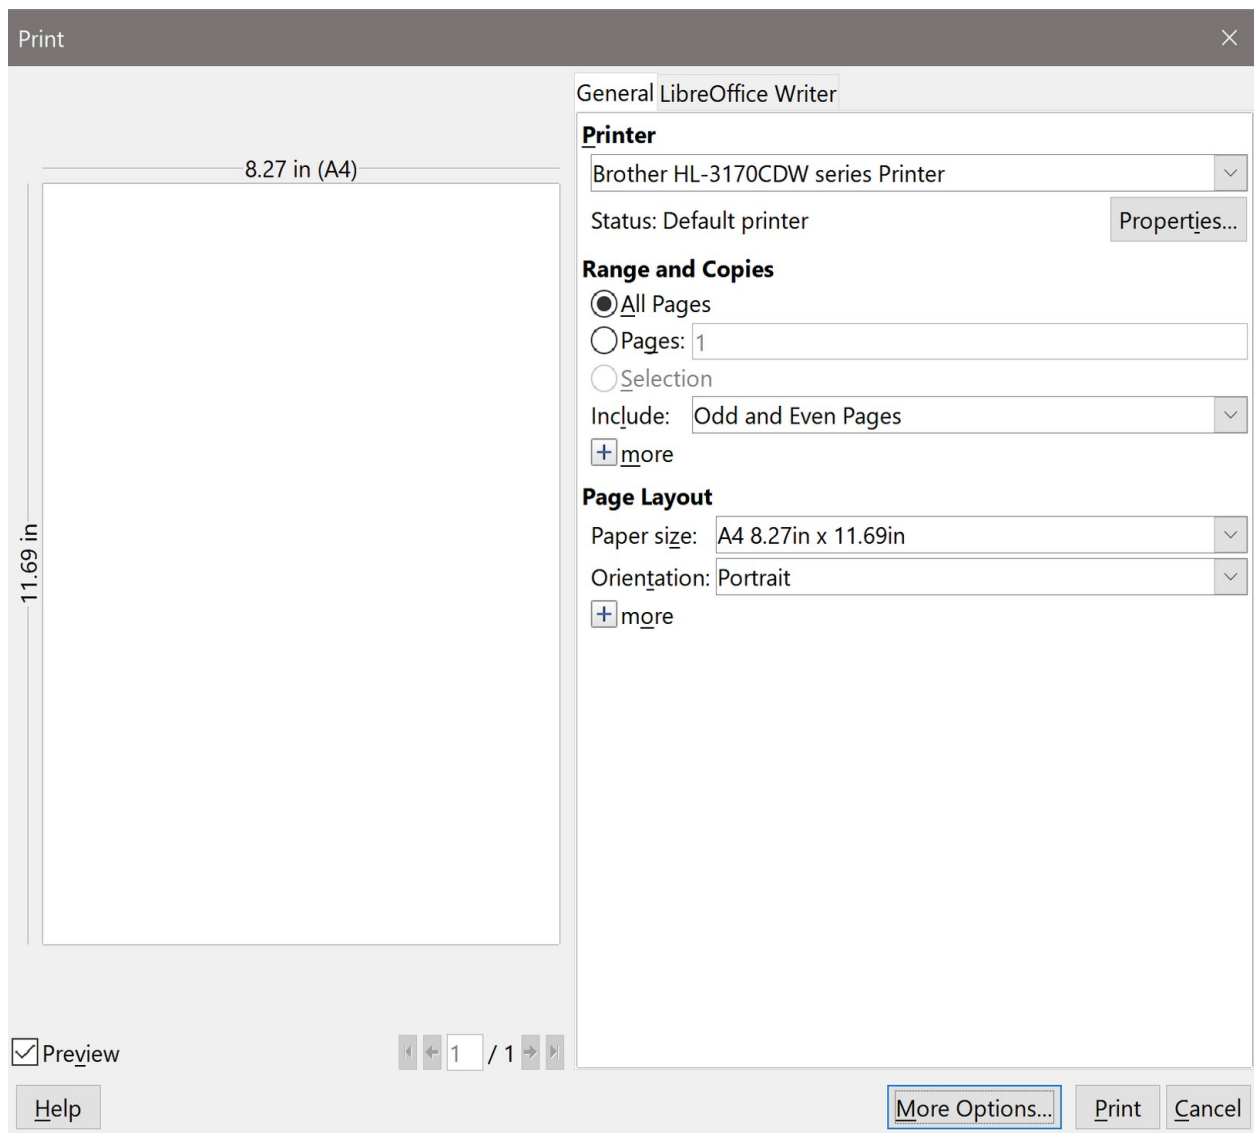 Print
General LibreOffice Writer
8.27 in (A4)
11.69 in
Printer
Brother HL-3170CDW series Printer
Status: Default printer
Properties...
Range and Copies
All Pages
Pages: 1
Selection
Include: Odd and Even Pages
more
Page Layout
Paper size: A4 8.27in x 11.69in
Orientation: Portrait
more
Preview
1 / 1
Help
More Options...
Print
Cancel